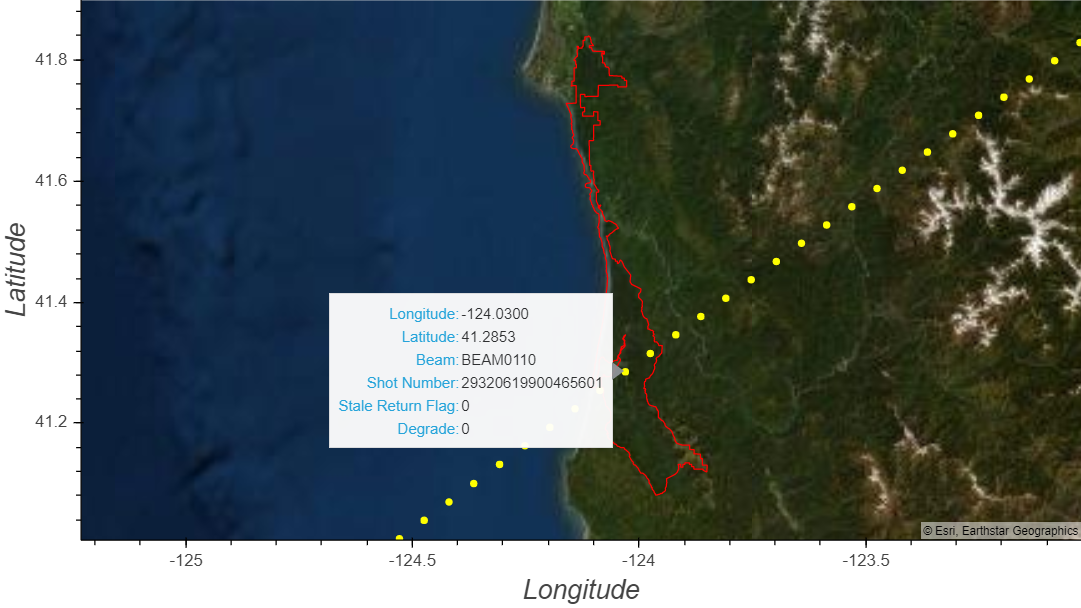 41.8
41.6
41.4
41.2
Latitude
Longitude: -124.0300
Latitude: 41.2853
Beam: BEAM0110
Shot Number: 29320619900465601
Stale Return Flag: 0
Degrade: 0
© Esri, Earthstar Geographics
-125
-124.5
-124
-123.5
Longitude